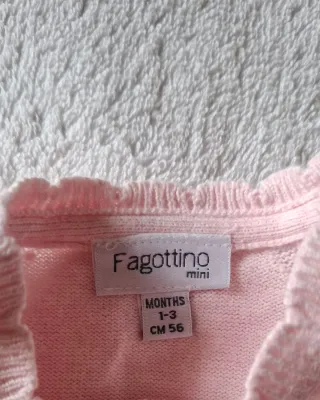 Fagottino
mini
MONTHS
1-3
CM 56